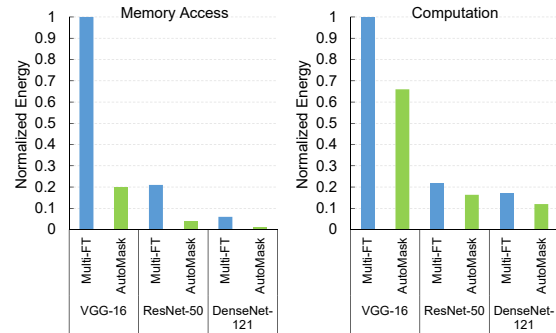 Memory Access
Normalized Energy
1
0.9
0.8
0.7
0.6
0.5
0.4
0.3
0.2
0.1
0
Multi-FT
AutoMask
Multi-FT
AutoMask
Multi-FT
AutoMask
VGG-16
ResNet-50
DenseNet-
121
Computation
Normalized Energy
1
0.9
0.8
0.7
0.6
0.5
0.4
0.3
0.2
0.1
0
Multi-FT
AutoMask
Multi-FT
AutoMask
Multi-FT
AutoMask
VGG-16
ResNet-50
DenseNet-
121